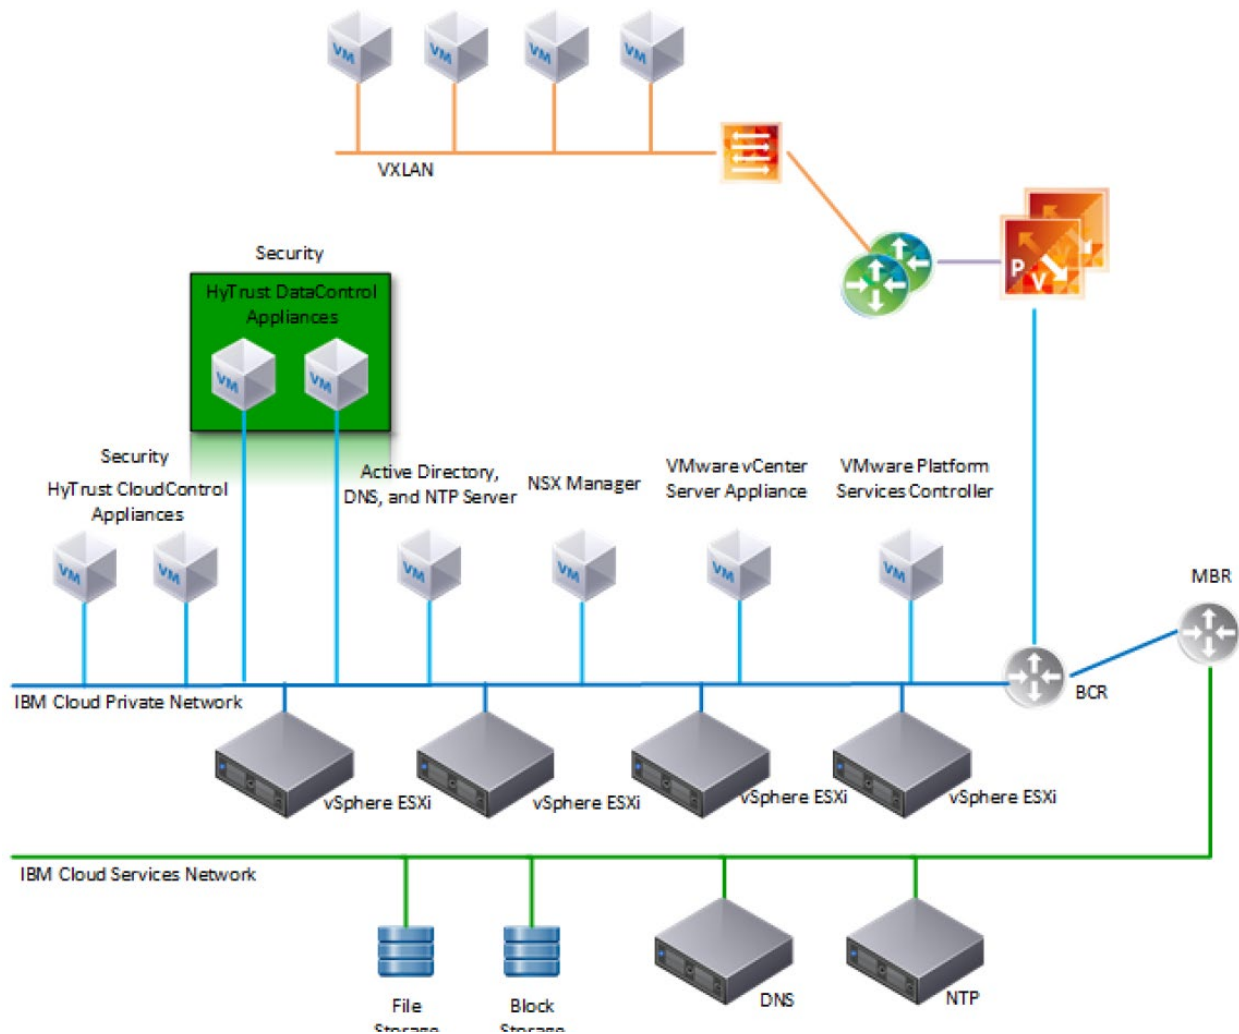 VM
VM
VM
VM
VXLAN
P
V
Security
HyTrust DataControl
Appliances
VM
VM
Security
HyTrust CloudControl
Appliances
Active Directory,
DNS, and NTP Server
NSX Manager
VMware vCenter
Server Appliance
VMware Platform
Services Controller
VM
VM
VM
VM
VM
VM
MBR
BCR
IBM Cloud Private Network
vSphere ESXi
vSphere ESXi
vSphere ESXi
vSphere ESXi
IBM Cloud Services Network
File
Storage
Block
Storage
DNS
NTP